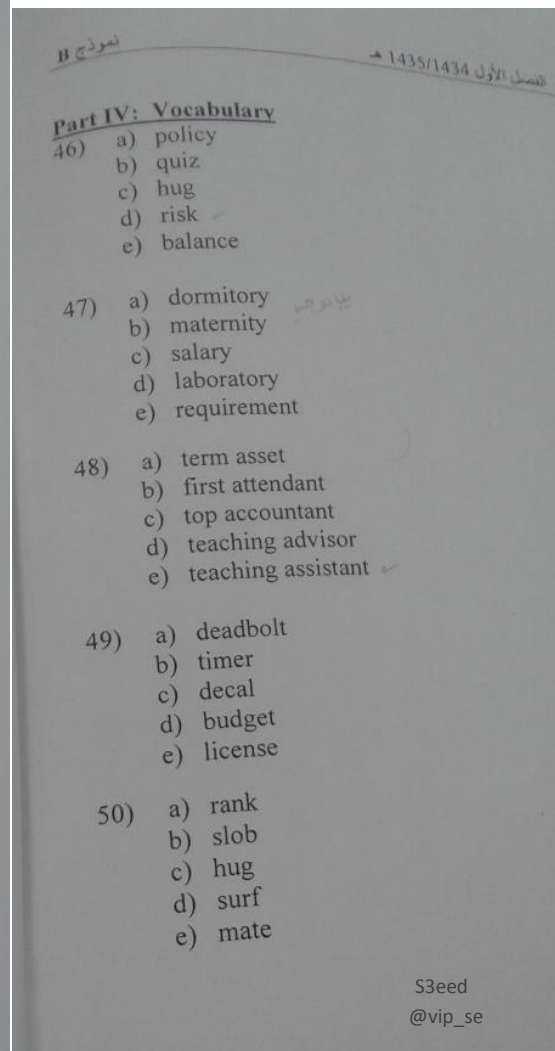 نموذج B
الفصل الأول 1435/1434 هـ
Part IV: Vocabulary
46) a) policy
b) quiz
c) hug
d) risk
e) balance
47) a) dormitory
b) maternity
c) salary
d) laboratory
e) requirement
48) a) term asset
b) first attendant
c) top accountant
d) teaching advisor
e) teaching assistant
49) a) deadbolt
b) timer
c) decal
d) budget
e) license
50) a) rank
b) slob
c) hug
d) surf
e) mate
S3eed
@vip_se